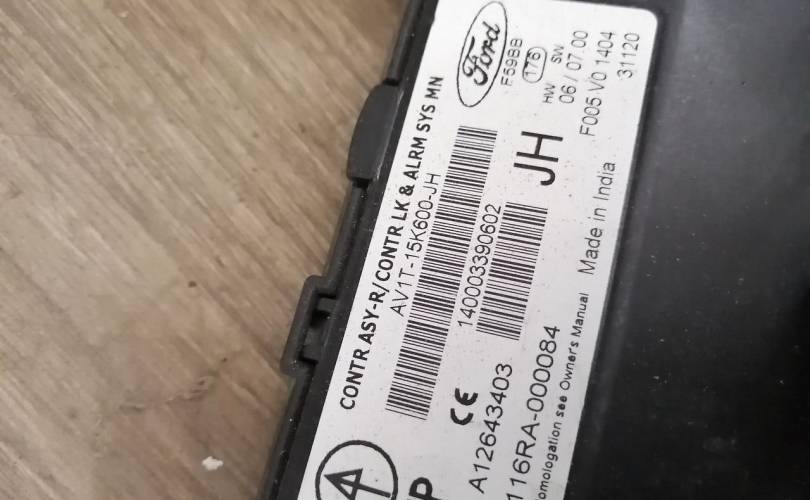 Ford
F59BB
176
HW SW
06 / 07.00
F005 V0 1404
31120
CONTR ASY-R/CONTR LK & ALRM SYS MN
AV1T-15K600-JH
140003390602
JH
Made in India
CE
A12643403
116RA-000084
see Owners Manual
P